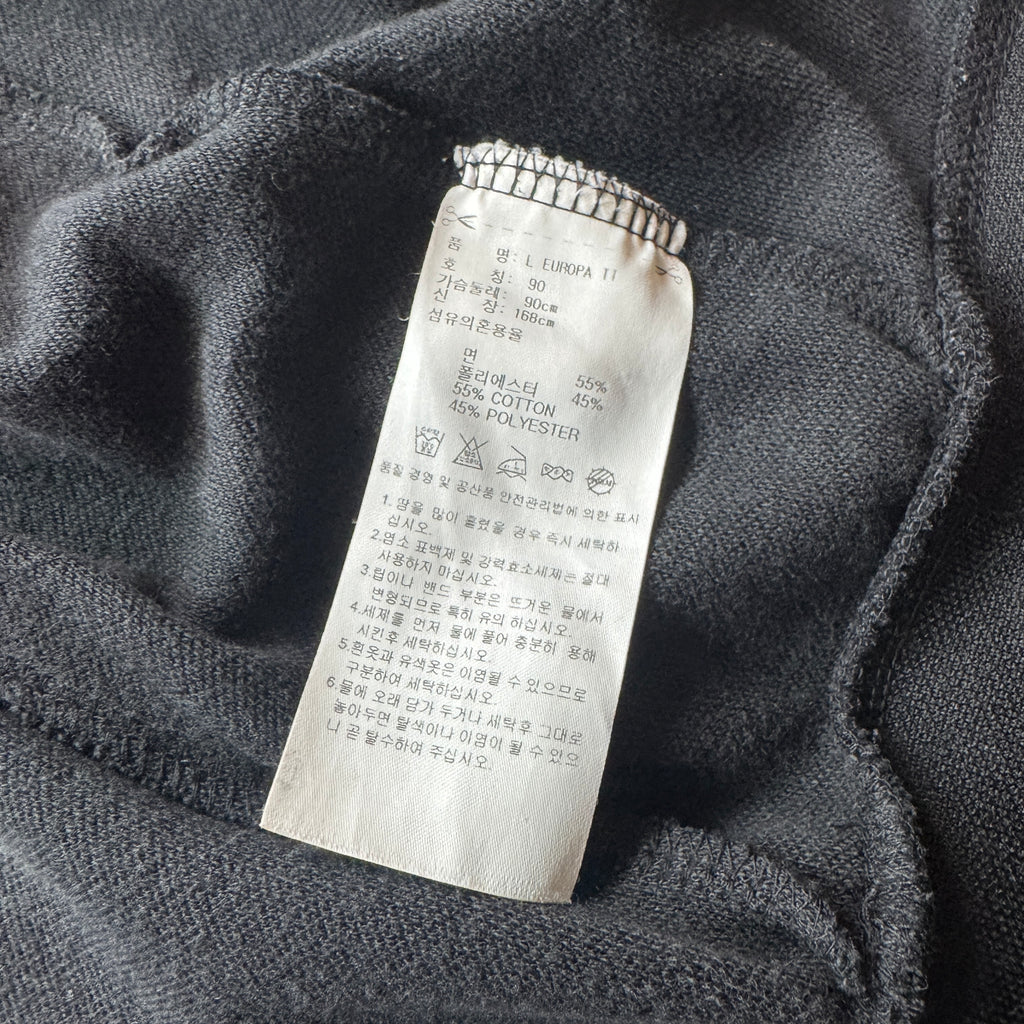 품 명: L EUROPA TT
호 칭: 90
가슴둘레: 90cm
신 장: 168cm
섬유의혼용율
면 55%
폴리에스터 45%
55% COTTON
45% POLYESTER
품질 경영 및 공산품 안전관리법에 의한 표시
1. 땀을 많이 흘렸을 경우 즉시 세탁하
십시오.
2.염소 표백제 및 강력효소세제는 절대
사용하지 마십시오.
3.립이나 밴드 부분은 뜨거운 물에서
변형되므로 특히 유의 하십시오.
4.세제를 먼저 물에 풀어 충분히 용해
시킨후 세탁하십시오.
5.흰옷과 유색옷은 이염될 수 있으므로
구분하여 세탁하십시오.
6.물에 오래 담가 두거나 세탁후 그대로
놓아두면 탈색이나 이염이 될 수 있으
니 곧 탈수하여 주십시오.